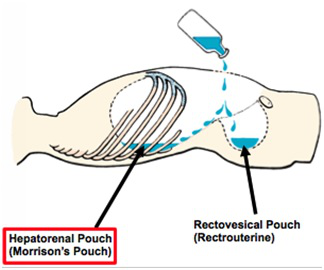 Hepatorenal Pouch
(Morrison's Pouch)
Rectovesical Pouch
(Rectrouterine)